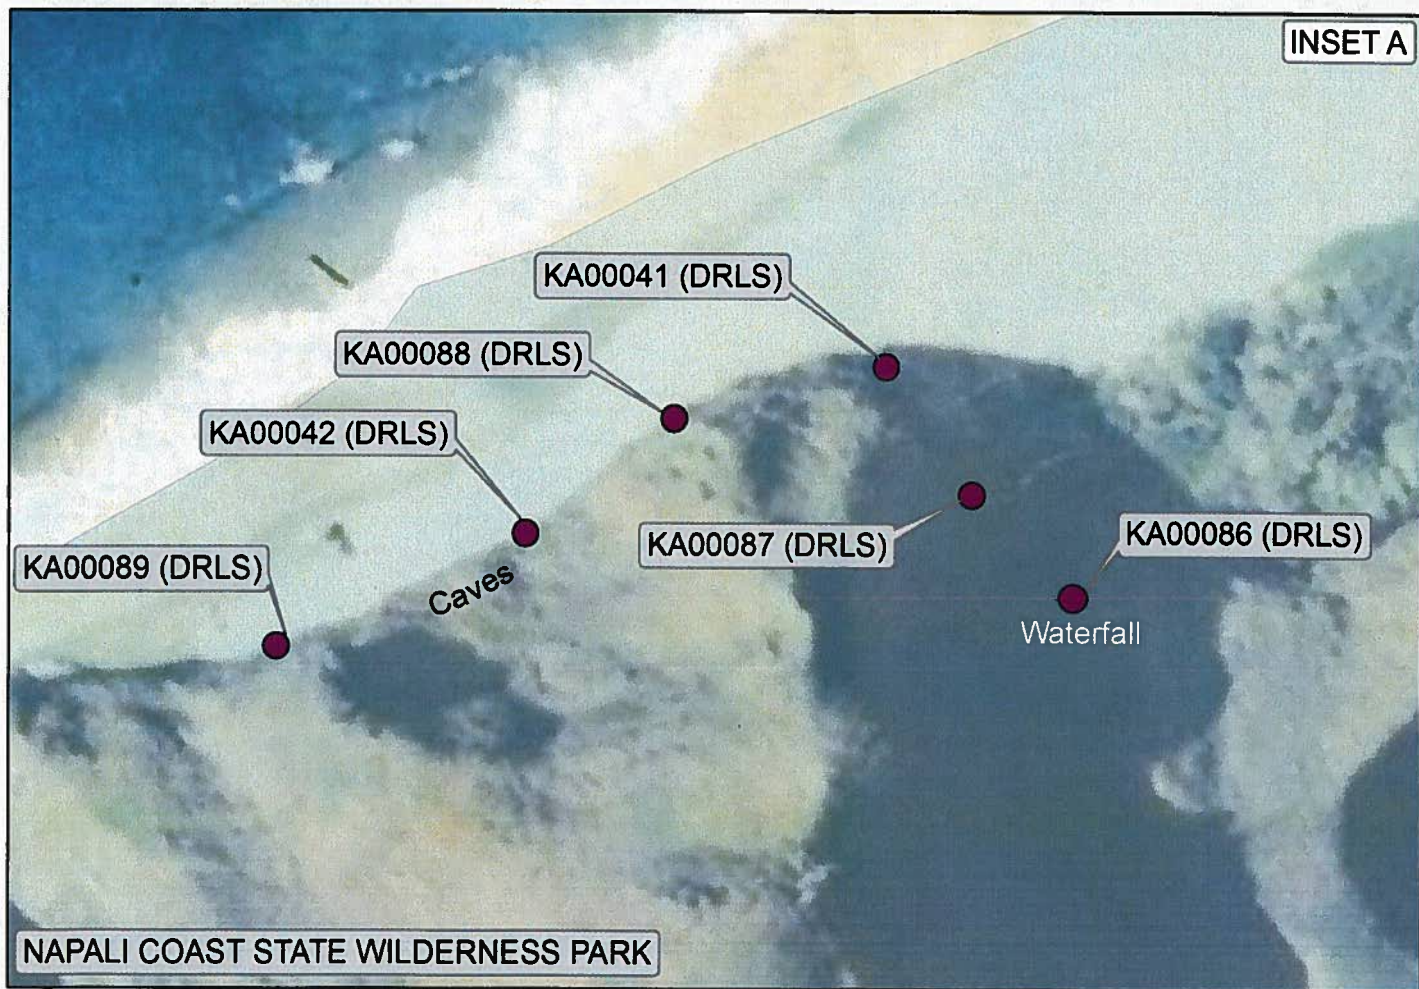 INSET A
KA00041 (DRLS)
KA00088 (DRLS)
KA00042 (DRLS)
KA00087 (DRLS)
KA00086 (DRLS)
KA00089 (DRLS)
Caves
Waterfall
NAPALI COAST STATE WILDERNESS PARK